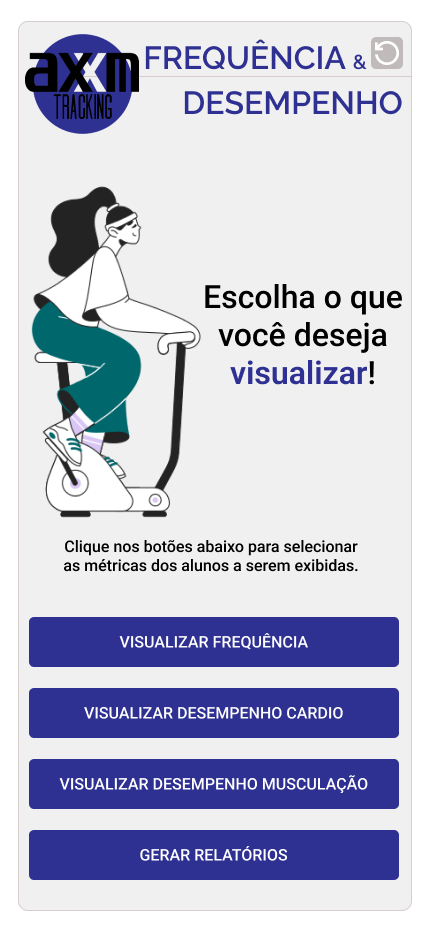 axxm
TRACKING
FREQUÊNCIA &
DESEMPENHO
Escolha o que
você deseja
visualizar!
Clique nos botões abaixo para selecionar
as métricas dos alunos a serem exibidas.
VISUALIZAR FREQUÊNCIA
VISUALIZAR DESEMPENHO CARDIO
VISUALIZAR DESEMPENHO MUSCULAÇÃO
GERAR RELATÓRIOS